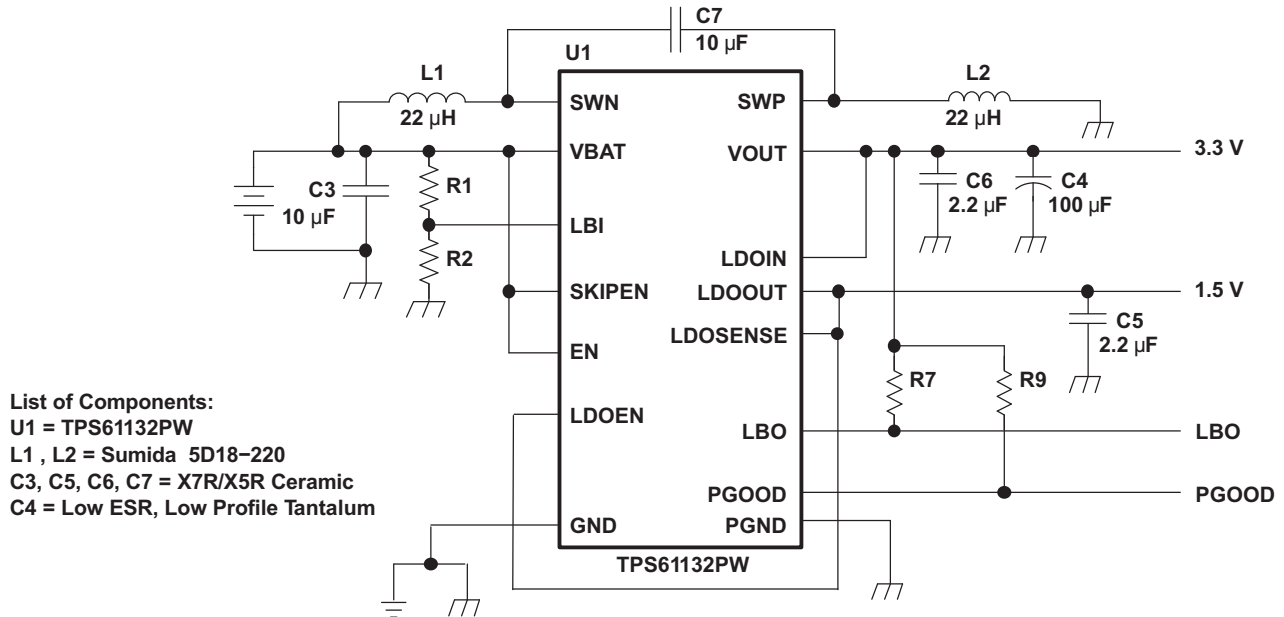 C7
10 µF
U1
L1
22 µH
L2
22 µH
SWN
SWP
VBAT
VOUT
3.3 V
C3
10 µF
R1
C6
2.2 µF
C4
100 µF
LBI
R2
LDOIN
SKIPEN
LDOOUT
1.5 V
LDOSENSE
C5
2.2 µF
EN
R7
R9
List of Components:
U1 = TPS61132PW
L1 , L2 = Sumida 5D18−220
C3, C5, C6, C7 = X7R/X5R Ceramic
C4 = Low ESR, Low Profile Tantalum
LDOEN
LBO
LBO
PGOOD
PGOOD
GND
PGND
TPS61132PW